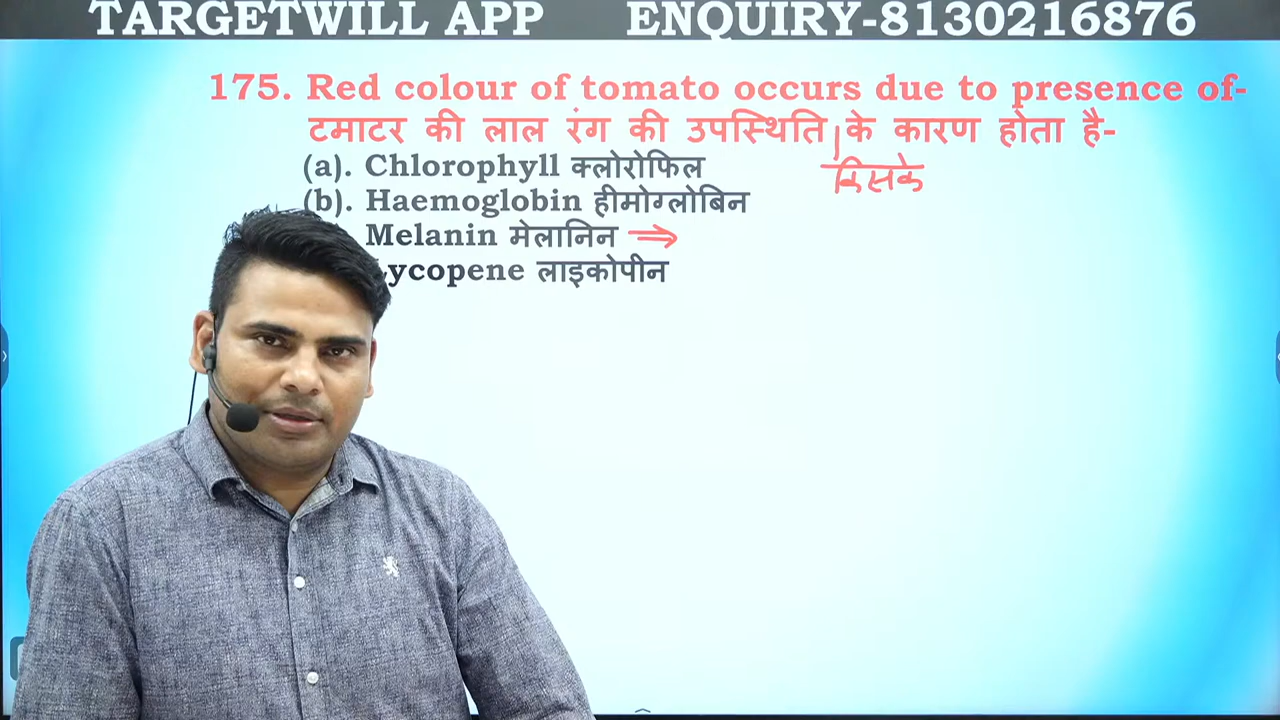 TARGETWILL APP ENQUIRY-8130216876
175. Red colour of tomato occurs due to presence of-
टमाटर की लाल रंग की उपस्थिति के कारण होता है-
किसके
(a). Chlorophyll क्लोरोफिल
(b). Haemoglobin हीमोग्लोबिन
Melanin मेलानिन
ycopene लाइकोपीन